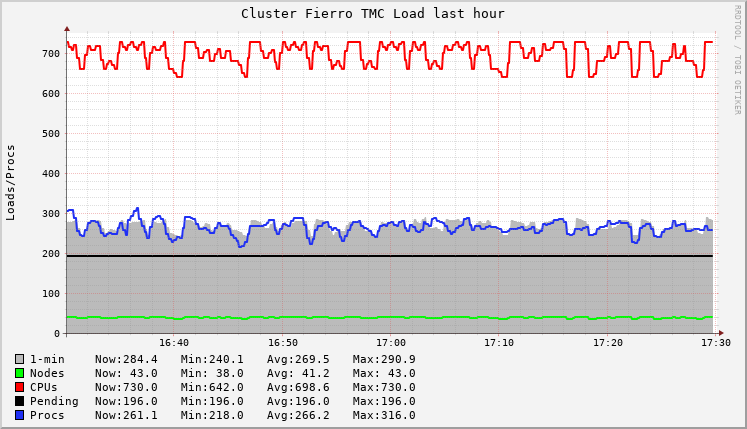 Cluster Fierro TMC Load last hour
RRDTOOL / TOBI OETIKER
Loads/Procs
700
600
500
400
300
200
100
0
16:40 16:50 17:00 17:10 17:20 17:30
1-min Now:284.4 Min:240.1 Avg:269.5 Max:290.9
Nodes Now: 43.0 Min: 38.0 Avg: 41.2 Max: 43.0
CPUs Now:730.0 Min:642.0 Avg:698.6 Max:730.0
Pending Now:196.0 Min:196.0 Avg:196.0 Max:196.0
Procs Now:261.1 Min:218.0 Avg:266.2 Max:316.0